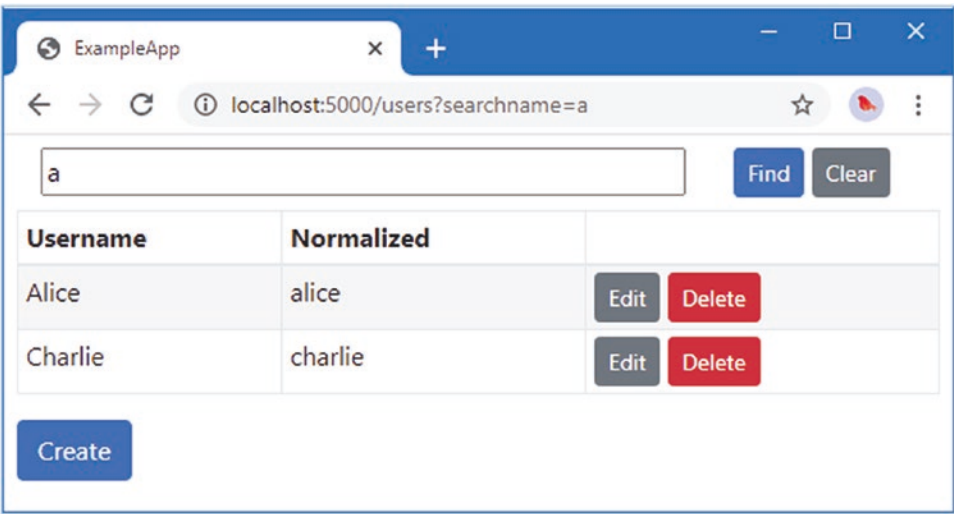 ExampleApp
localhost:5000/users?searchname=a
a Find Clear
Username Normalized
Alice alice Edit Delete
Charlie charlie Edit Delete
Create